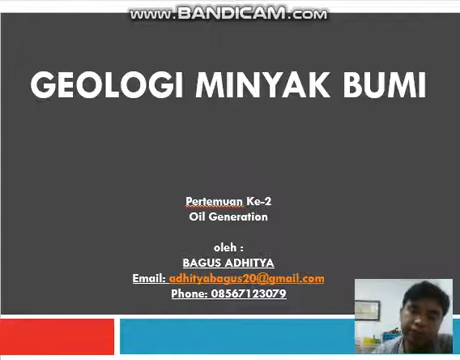 www.BANDICAM.com
GEOLOGI MINYAK BUMI
Pertemuan Ke-2
Oil Generation
oleh :
BAGUS ADHITYA
Email: adhityabagus20@gmail.com
Phone: 08567123079